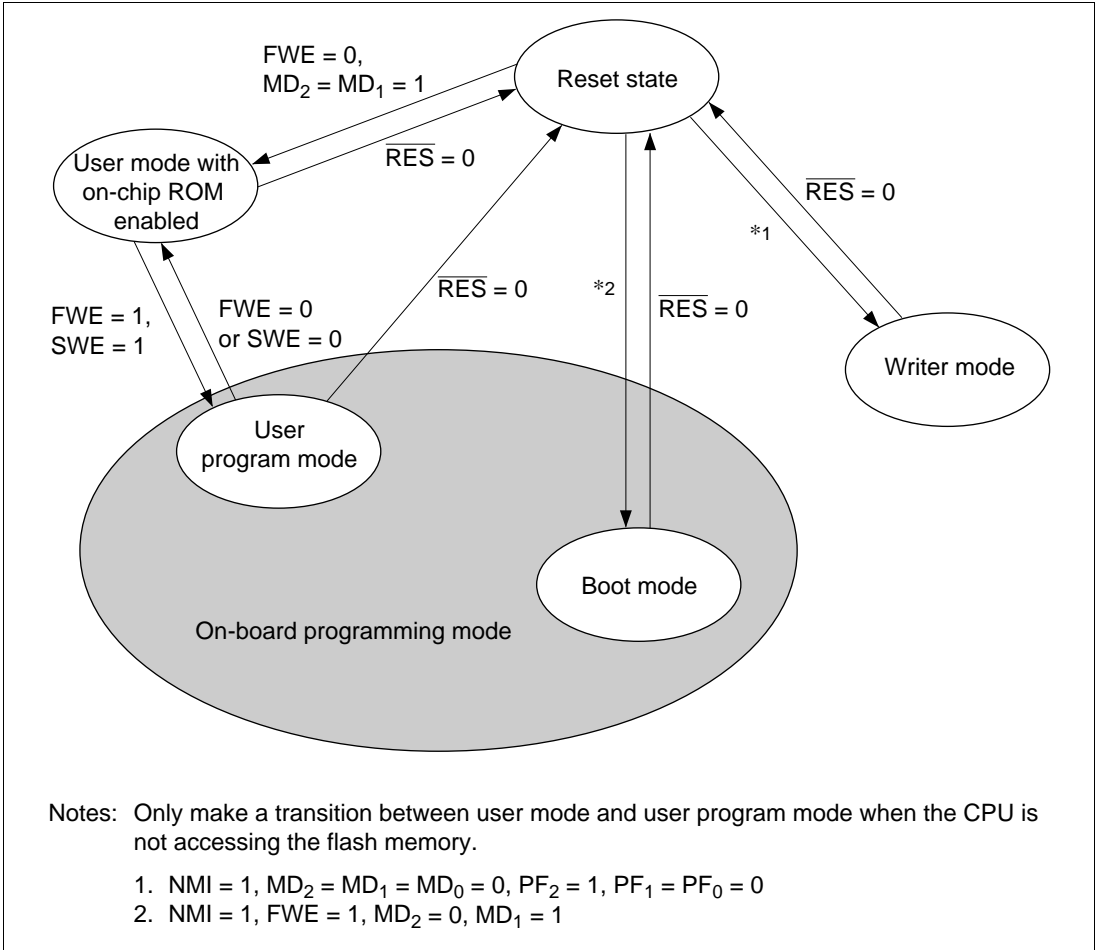 FWE = 0,
MD₂ = MD₁ = 1
Reset state
User mode with
on-chip ROM
enabled
R̅E̅S̅ = 0
R̅E̅S̅ = 0
*1
R̅E̅S̅ = 0
*2
R̅E̅S̅ = 0
FWE = 1,
SWE = 1
FWE = 0
or SWE = 0
Writer mode
User
program mode
Boot mode
On-board programming mode
Notes: Only make a transition between user mode and user program mode when the CPU is
not accessing the flash memory.
1. NMI = 1, MD₂ = MD₁ = MD₀ = 0, PF₂ = 1, PF₁ = PF₀ = 0
2. NMI = 1, FWE = 1, MD₂ = 0, MD₁ = 1